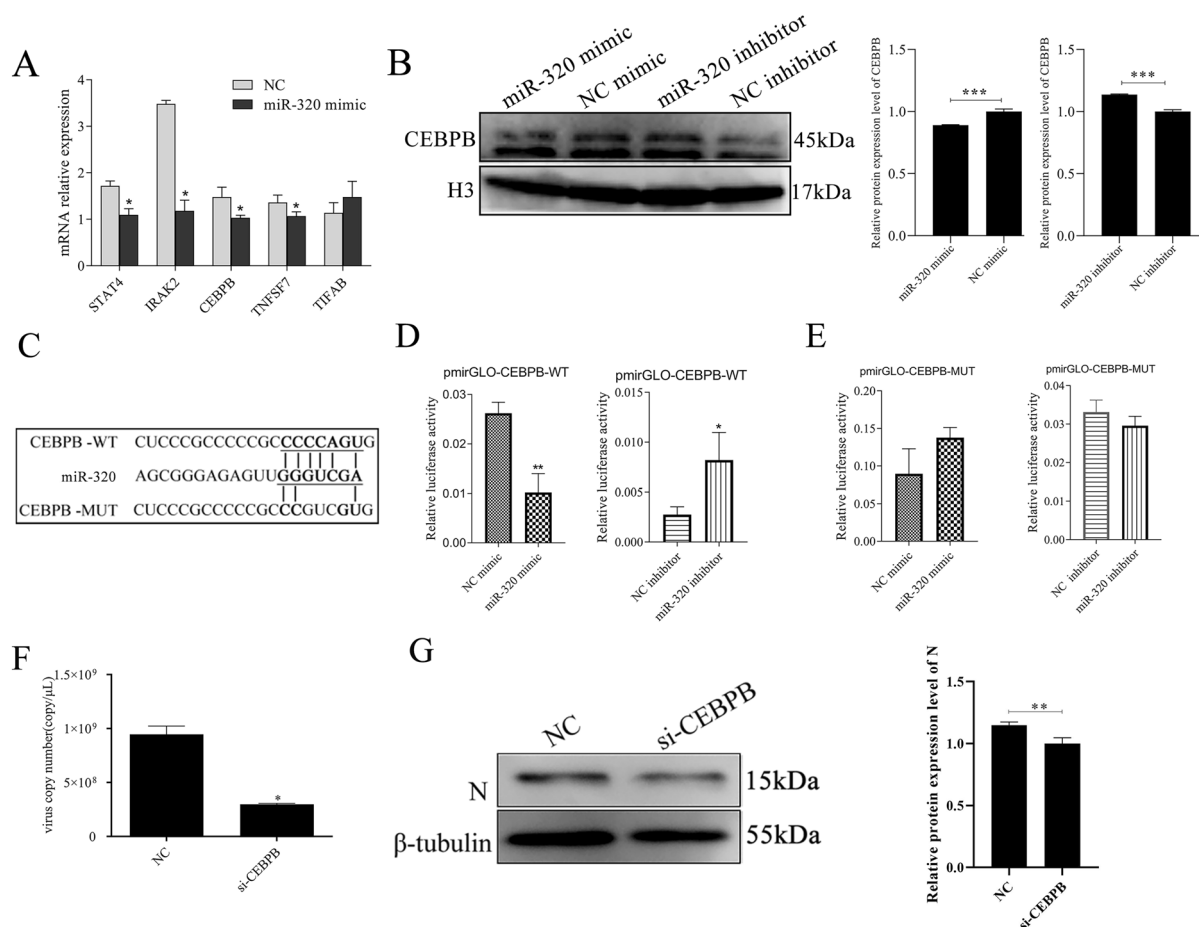 A
NC
miR-320 mimic
mRNA relative expression
4
3
2
1
0
*
*
*
*
STAT4
IRAK2
CEBPB
TNFSF7
TIFAB
B
miR-320 mimic
NC mimic
miR-320 inhibitor
NC inhibitor
CEBPB
45kDa
H3
17kDa
Relative protein expression level of CEBPB
1.5
1.0
0.5
0.0
***
miR-320 mimic
NC mimic
Relative protein expression level of CEBPB
1.5
1.0
0.5
0.0
***
miR-320 inhibitor
NC inhibitor
C
CEBPB -WT CUCCCGCCCCCGCCCCCAGUG
miR-320 AGCGGGAGAGUUGGGUCGA
CEBPB -MUT CUCCCGCCCCCGCCCGUCGUG
D
pmirGLO-CEBPB-WT
Relative luciferase activity
0.03
0.02
0.01
0.00
**
NC mimic
miR-320 mimic
pmirGLO-CEBPB-WT
Relative luciferase activity
0.015
0.010
0.005
0.000
*
NC inhibitor
miR-320 inhibitor
E
pmirGLO-CEBPB-MUT
Relative luciferase activity
0.20
0.15
0.10
0.05
0.00
NC mimic
miR-320 mimic
pmirGLO-CEBPB-MUT
Relative luciferase activity
0.04
0.03
0.02
0.01
0.00
NC inhibitor
miR-320 inhibitor
F
virus copy number(copy/μL)
1.5×10⁹
1×10⁹
5×10⁸
0
*
NC
si-CEBPB
G
NC
si-CEBPB
N
15kDa
β-tubulin
55kDa
Relative protein expression level of N
1.5
1.0
0.5
0.0
**
NC
si-CEBPB